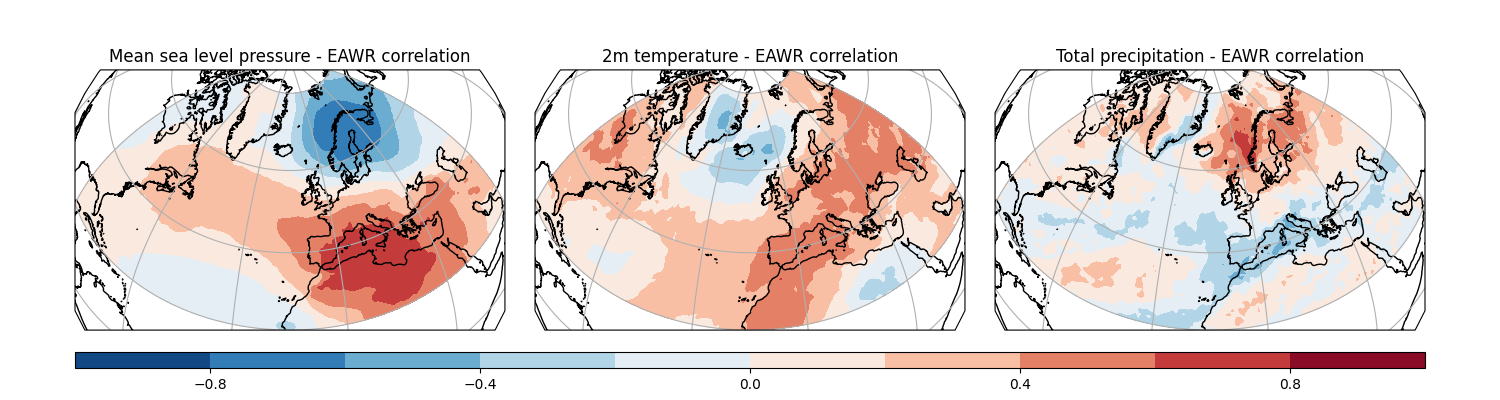 Mean sea level pressure - EAWR correlation
2m temperature - EAWR correlation
Total precipitation - EAWR correlation
−0.8 −0.4 0.0 0.4 0.8